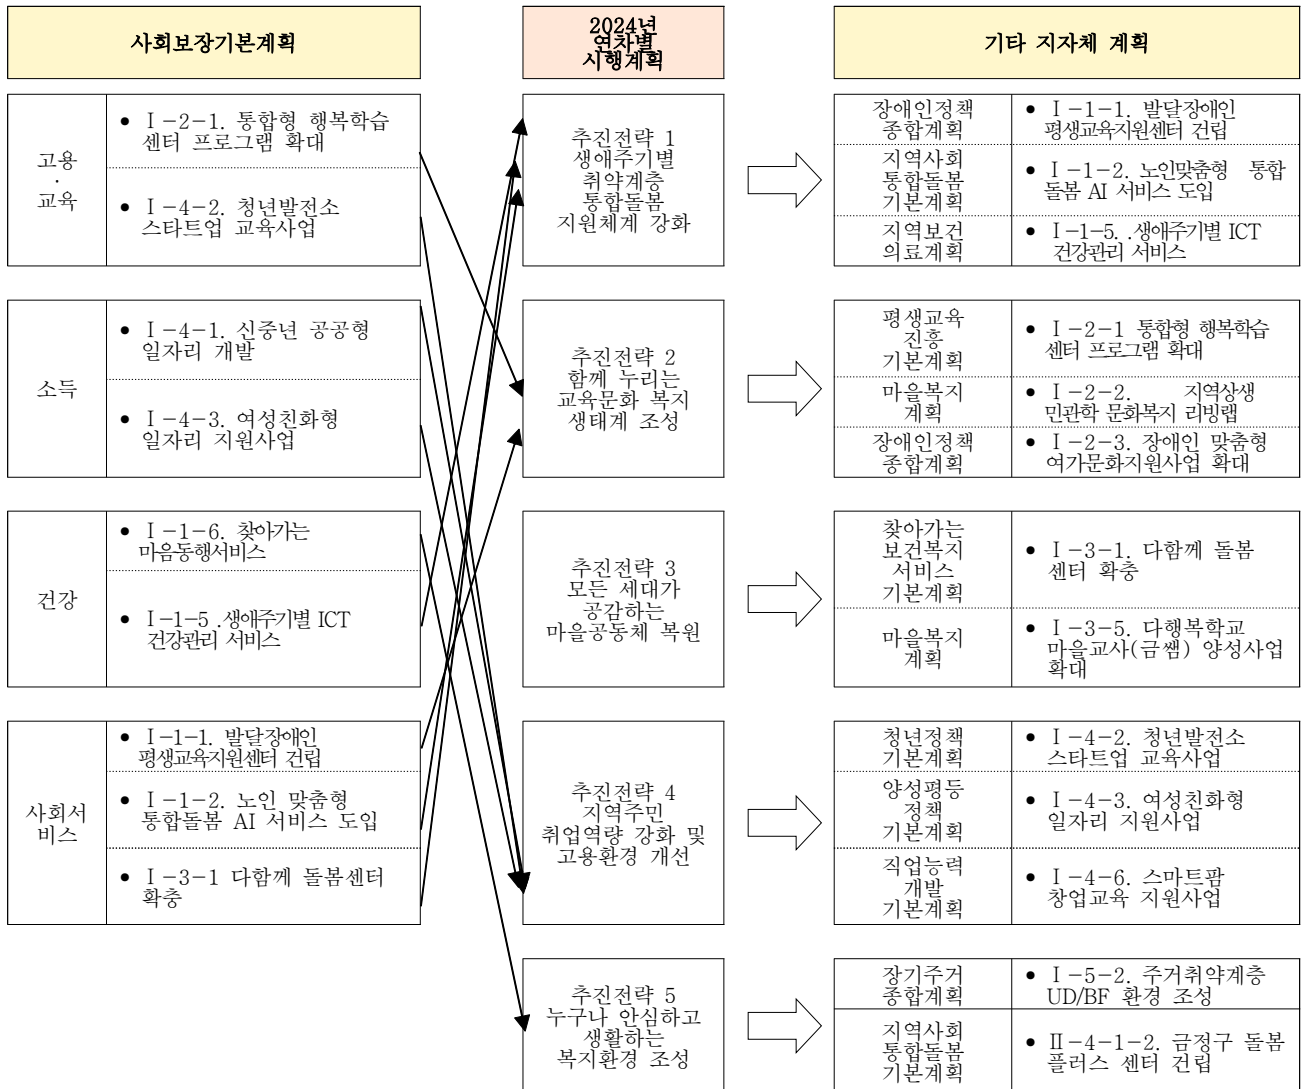 사회보장기본계획
2024년
연차별
시행계획
기타 지자체 계획
고용
·
교육
• Ⅰ-2-1. 통합형 행복학습
센터 프로그램 확대
• Ⅰ-4-2. 청년발전소
스타트업 교육사업
소득
• Ⅰ-4-1. 신중년 공공형
일자리 개발
• Ⅰ-4-3. 여성친화형
일자리 지원사업
건강
• Ⅰ-1-6. 찾아가는
마음동행서비스
• Ⅰ-1-5 .생애주기별 ICT
건강관리 서비스
사회서
비스
• Ⅰ-1-1. 발달장애인
평생교육지원센터 건립
• Ⅰ-1-2. 노인 맞춤형
통합돌봄 AI 서비스 도입
• Ⅰ-3-1 다함께 돌봄센터
확충
추진전략 1
생애주기별
취약계층
통합돌봄
지원체계 강화
추진전략 2
함께 누리는
교육문화 복지
생태계 조성
추진전략 3
모든 세대가
공감하는
마을공동체 복원
추진전략 4
지역주민
취업역량 강화 및
고용환경 개선
추진전략 5
누구나 안심하고
생활하는
복지환경 조성
장애인정책
종합계획
• Ⅰ-1-1. 발달장애인
평생교육지원센터 건립
지역사회
통합돌봄
기본계획
• Ⅰ-1-2. 노인맞춤형 통합
돌봄 AI 서비스 도입
지역보건
의료계획
• Ⅰ-1-5. .생애주기별 ICT
건강관리 서비스
평생교육
진흥
기본계획
• Ⅰ-2-1 통합형 행복학습
센터 프로그램 확대
마을복지
계획
• Ⅰ-2-2. 지역상생
민관학 문화복지 리빙랩
장애인정책
종합계획
• Ⅰ-2-3. 장애인 맞춤형
여가문화지원사업 확대
찾아가는
보건복지
서비스
기본계획
• Ⅰ-3-1. 다함께 돌봄
센터 확충
마을복지
계획
• Ⅰ-3-5. 다행복학교
마을교사(금쌤) 양성사업
확대
청년정책
기본계획
• Ⅰ-4-2. 청년발전소
스타트업 교육사업
양성평등
정책
기본계획
• Ⅰ-4-3. 여성친화형
일자리 지원사업
직업능력
개발
기본계획
• Ⅰ-4-6. 스마트팜
창업교육 지원사업
장기주거
종합계획
• Ⅰ-5-2. 주거취약계층
UD/BF 환경 조성
지역사회
통합돌봄
기본계획
• Ⅱ-4-1-2. 금정구 돌봄
플러스 센터 건립